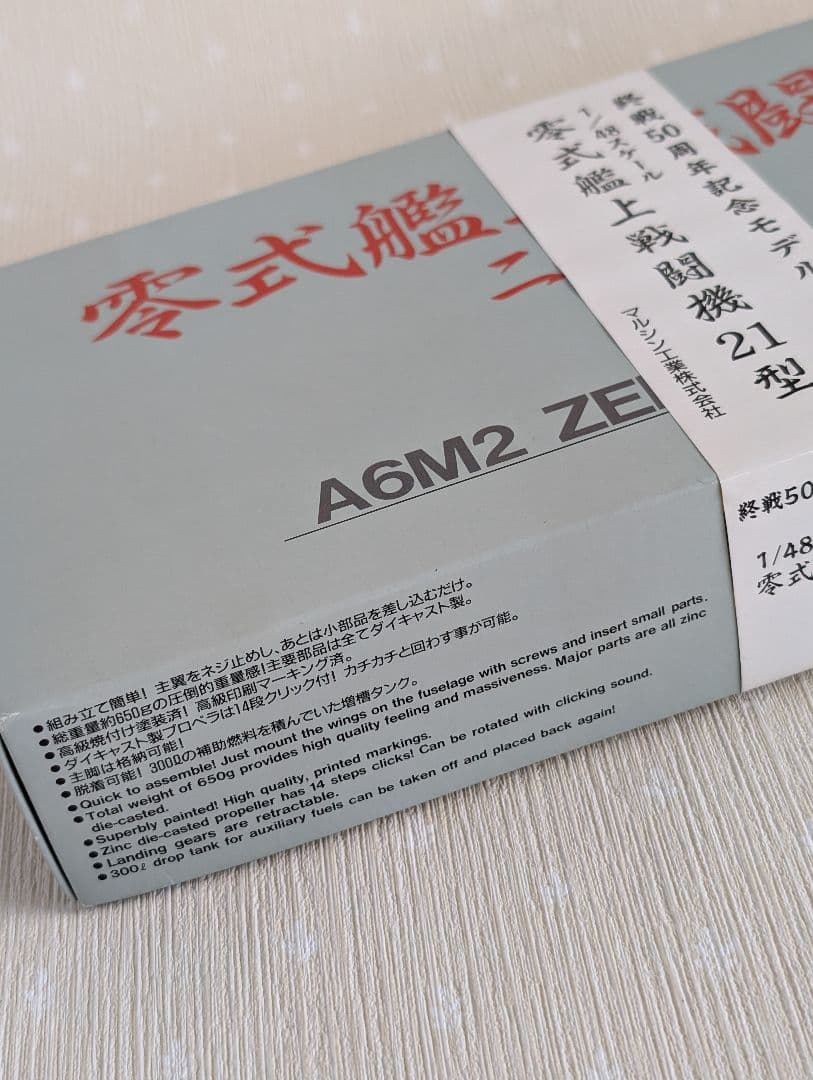 零式艦
二
闘
A6M2 ZE
終戦50周年記念モデル
1/48スケール
零式艦上戦闘機21型
マルシン工業株式会社
終戦50
1/48
零式
●組み立て簡単！主翼をネジ止めし、あとは小部品を差し込むだけ。
●総重量約650gの圧倒的重量感！主要部品は全てダイキャスト製。
●高級焼付け塗装済！高級印刷マーキング済。
●ダイキャスト製プロペラは14段クリック付！カチカチと回わす事が可能。
●主脚は格納可能！
●脱着可能！300ℓの補助燃料を積んでいた増槽タンク。
●Quick to assemble! Just mount the wings on the fuselage with screws and insert small parts.
●Total weight of 650g provides high quality feeling and massiveness. Major parts are all zinc
die-casted.
●Superbly painted! High quality, printed markings.
●Zinc die-casted propeller has 14 steps clicks! Can be rotated with clicking sound.
●Landing gears are retractable.
●300ℓ drop tank for auxiliary fuels can be taken off and placed back again!